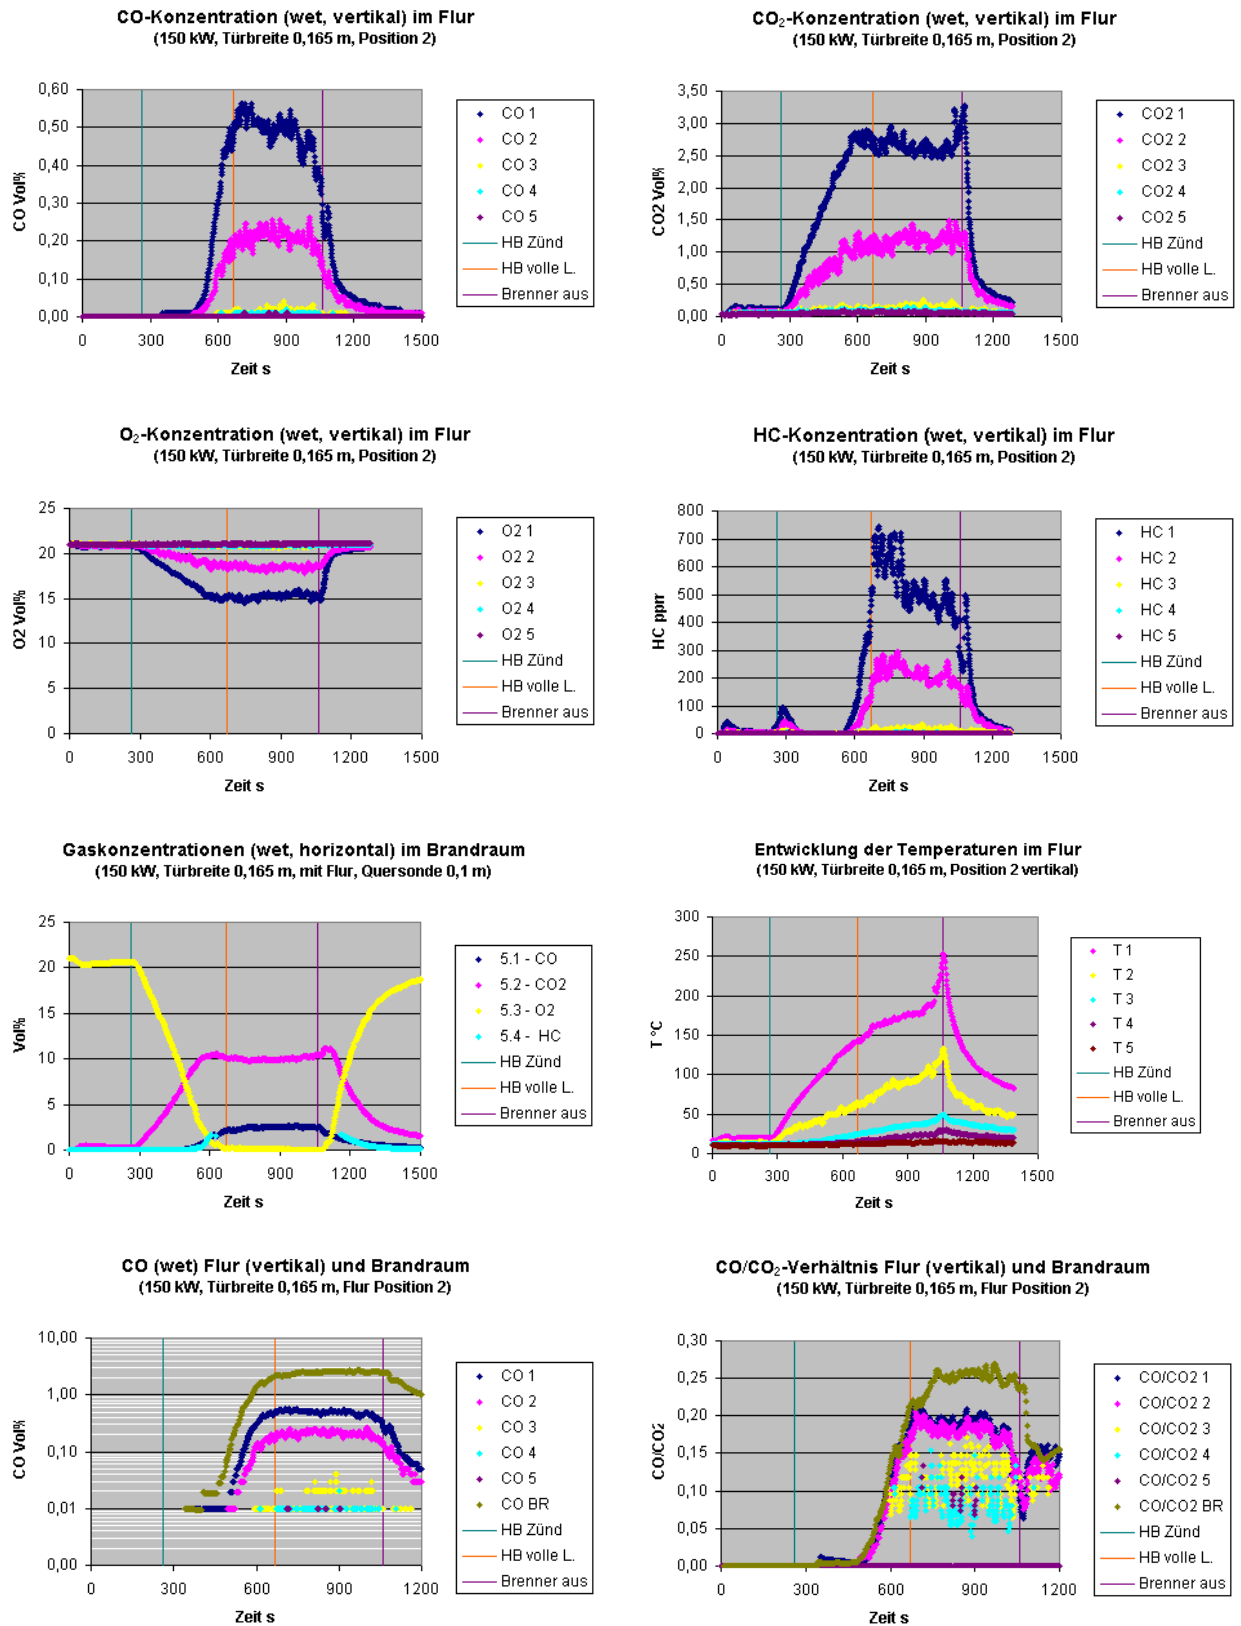 CO-Konzentration (wet, vertikal) im Flur
(150 kW, Türbreite 0,165 m, Position 2)
0,60
0,50
0,40
0,30
0,20
0,10
0,00
CO Vol%
0 300 600 900 1200 1500
Zeit s
CO 1
CO 2
CO 3
CO 4
CO 5
HB Zünd
HB volle L.
Brenner aus
CO₂-Konzentration (wet, vertikal) im Flur
(150 kW, Türbreite 0,165 m, Position 2)
3,50
3,00
2,50
2,00
1,50
1,00
0,50
0,00
CO2 Vol%
0 300 600 900 1200 1500
Zeit s
CO2 1
CO2 2
CO2 3
CO2 4
CO2 5
HB Zünd
HB volle L.
Brenner aus
O₂-Konzentration (wet, vertikal) im Flur
(150 kW, Türbreite 0,165 m, Position 2)
25
20
15
10
5
0
O2 Vol%
0 300 600 900 1200 1500
Zeit s
O2 1
O2 2
O2 3
O2 4
O2 5
HB Zünd
HB volle L.
Brenner aus
HC-Konzentration (wet, vertikal) im Flur
(150 kW, Türbreite 0,165 m, Position 2)
800
700
600
500
400
300
200
100
0
HC
0 300 600 900 1200 1500
Zeit s
HC 1
HC 2
HC 3
HC 4
HC 5
HB Zünd
HB volle L.
Brenner aus
Gaskonzentrationen (wet, horizontal) im Brandraum
(150 kW, Türbreite 0,165 m, mit Flur, Quersonde 0,1 m)
25
20
15
10
5
0
Vol%
0 300 600 900 1200 1500
Zeit s
5.1 - CO
5.2 - CO2
5.3 - O2
5.4 - HC
HB Zünd
HB volle L.
Brenner aus
Entwicklung der Temperaturen im Flur
(150 kW, Türbreite 0,165 m, Position 2 vertikal)
300
250
200
150
100
50
0
T °C
0 300 600 900 1200 1500
Zeit s
T 1
T 2
T 3
T 4
T 5
HB Zünd
HB volle L.
Brenner aus
CO (wet) Flur (vertikal) und Brandraum
(150 kW, Türbreite 0,165 m, Flur Position 2)
10,00
1,00
0,10
0,01
0,00
CO Vol%
0 300 600 900 1200
Zeit s
CO 1
CO 2
CO 3
CO 4
CO 5
CO BR
HB Zünd
HB volle L.
Brenner aus
CO/CO₂-Verhältnis Flur (vertikal) und Brandraum
(150 kW, Türbreite 0,165 m, Flur Position 2)
0,30
0,25
0,20
0,15
0,10
0,05
0,00
CO/CO2
0 300 600 900 1200
Zeit s
CO/CO2 1
CO/CO2 2
CO/CO2 3
CO/CO2 4
CO/CO2 5
CO/CO2 BR
HB Zünd
HB volle L.
Brenner aus